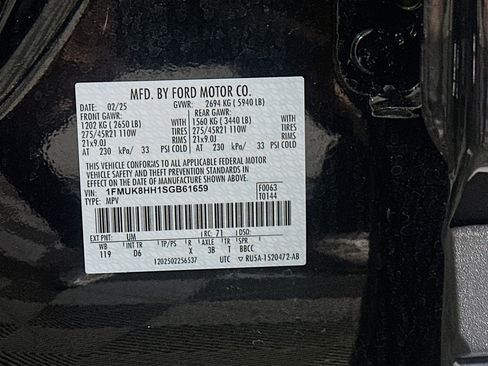 MFD. BY FORD MOTOR CO.
DATE: 02/25 GVWR: 2694 KG ( 5940 LB)
FRONT GAWR: REAR GAWR:
1202 KG ( 2650 LB) WITH 1560 KG ( 3440 LB) WITH
275/45R21 110W TIRES 275/45R21 110W TIRES
21x9.0J RIMS 21x9.0J RIMS
AT 230 kPa/ 33 PSI COLD AT 230 kPa/ 33 PSI COLD
THIS VEHICLE CONFORMS TO ALL APPLICABLE FEDERAL MOTOR
VEHICLE SAFETY AND THEFT PREVENTION STANDARDS IN
EFFECT ON THE DATE OF MANUFACTURE SHOWN ABOVE.
VIN: 1FMUK8HH1SGB61659 F0063
TYPE: MPV T0144
EXT PNT: UM RC: 71 DSO:
WB INT TR TP/PS R AXLE TR SPR
119 D6 X 3B T BBCC
1202502256537 UTC ▽ RU5A-1520472-AB